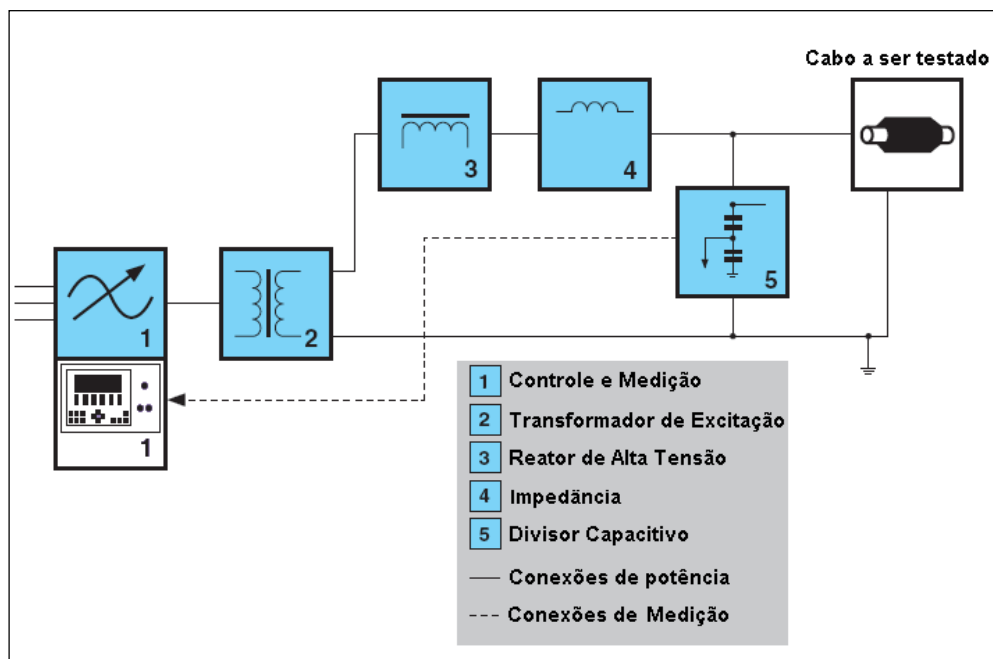 Cabo a ser testado
3
4
5
1
2
1
1 Controle e Medição
2 Transformador de Excitação
3 Reator de Alta Tensão
4 Impedância
5 Divisor Capacitivo
Conexões de potência
Conexões de Medição